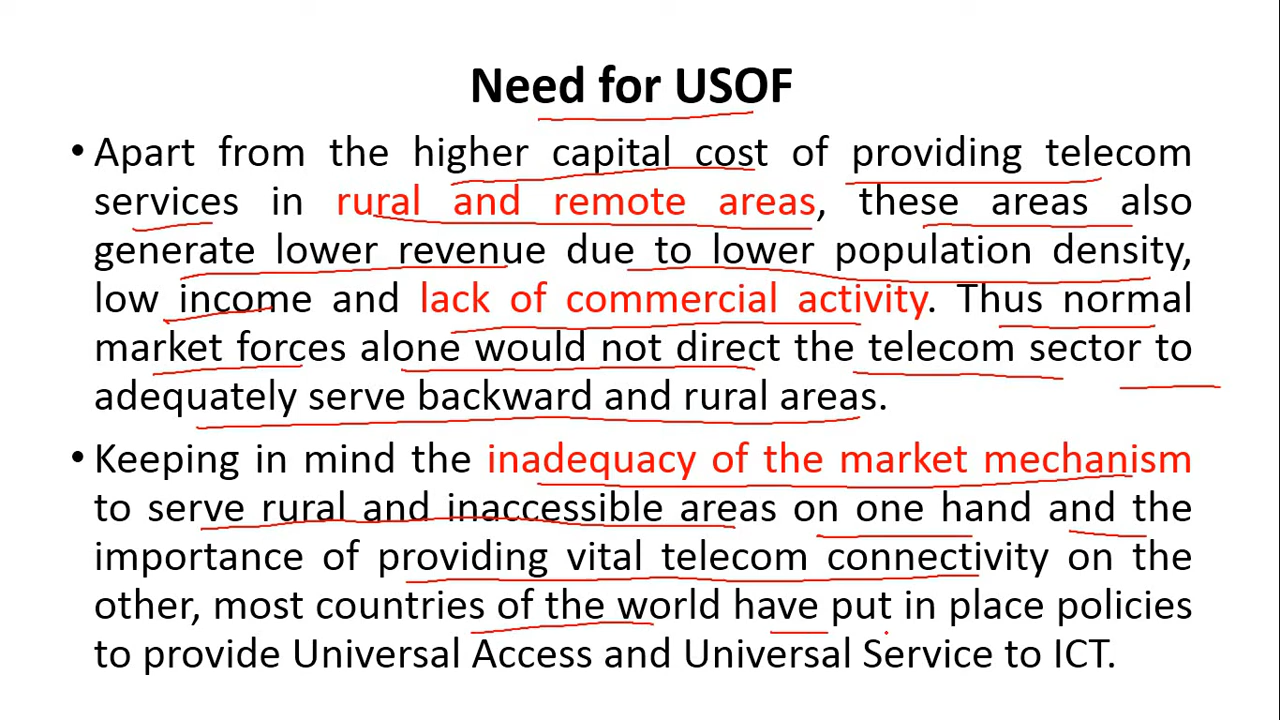 Need for USOF
• Apart from the higher capital cost of providing telecom
services in rural and remote areas, these areas also
generate lower revenue due to lower population density,
low income and lack of commercial activity. Thus normal
market forces alone would not direct the telecom sector to
adequately serve backward and rural areas.
• Keeping in mind the inadequacy of the market mechanism
to serve rural and inaccessible areas on one hand and the
importance of providing vital telecom connectivity on the
other, most countries of the world have put in place policies
to provide Universal Access and Universal Service to ICT.